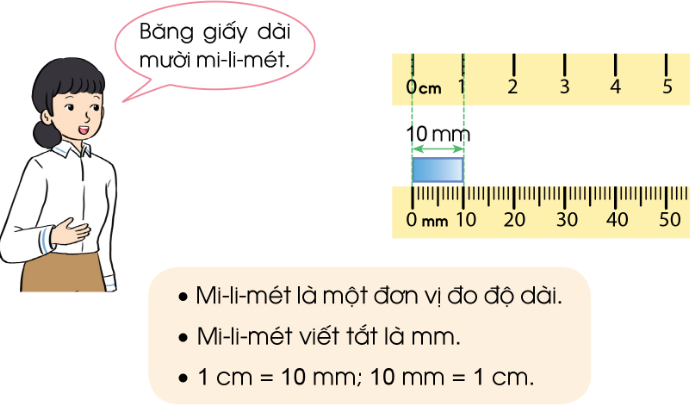 Băng giấy dài
mười mi-li-mét.
0 cm 1 2 3 4 5
10 mm
0 mm 10 20 30 40 50
• Mi-li-mét là một đơn vị đo độ dài.
• Mi-li-mét viết tắt là mm.
• 1 cm = 10 mm; 10 mm = 1 cm.